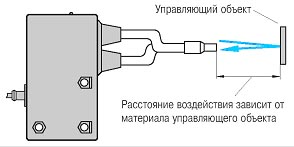 Управляющий объект
Расстояние воздействия зависит от
материала управляющего объекта